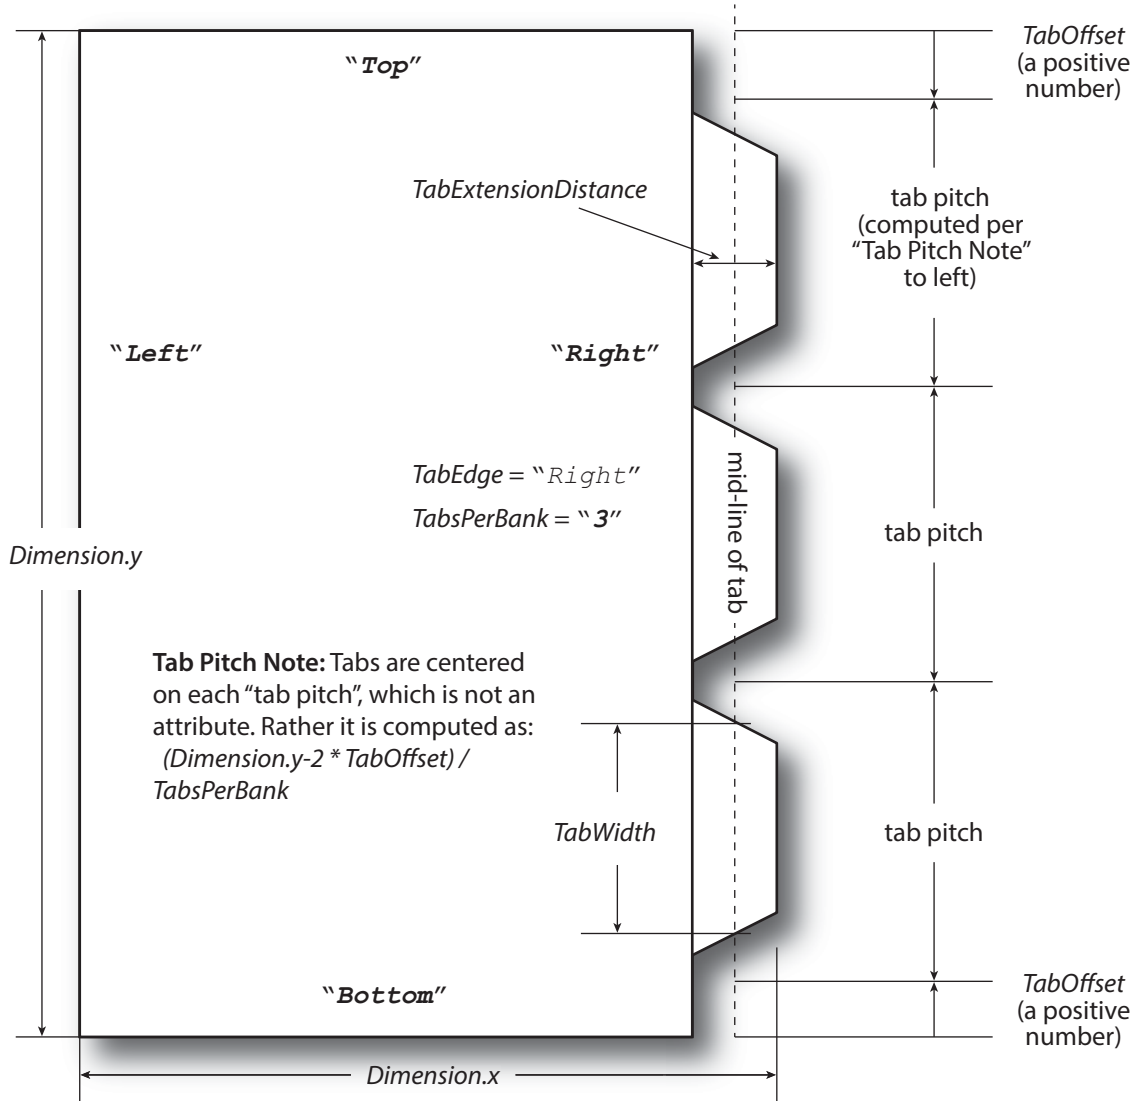 TabOffset
(a positive
number)
“Top”
TabExtensionDistance
tab pitch
(computed per
“Tab Pitch Note”
to left)
“Left”
“Right”
TabEdge = “Right”
TabsPerBank = “3”
mid-line of tab
tab pitch
Dimension.y
Tab Pitch Note: Tabs are centered
on each “tab pitch”, which is not an
attribute. Rather it is computed as:
(Dimension.y-2 * TabOffset) /
TabsPerBank
TabWidth
tab pitch
“Bottom”
TabOffset
(a positive
number)
Dimension.x